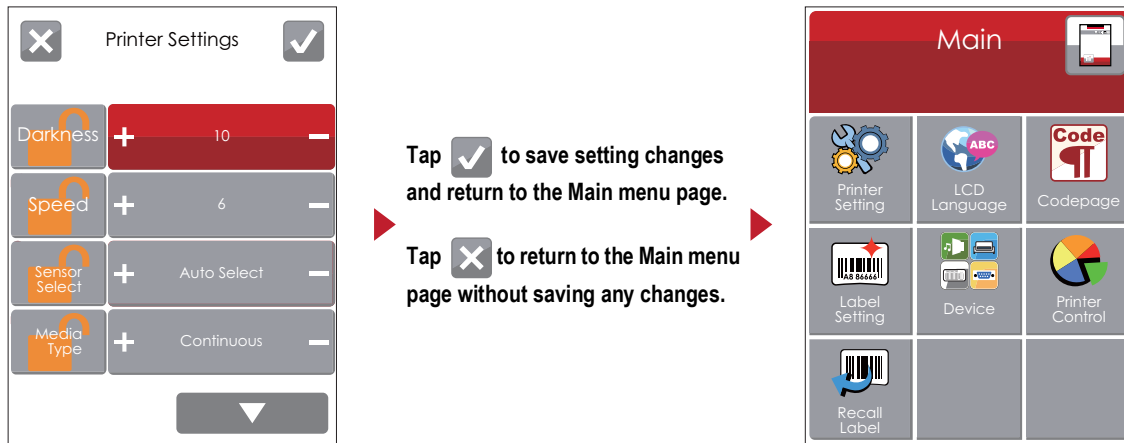 Printer Settings
Darkness
10
Speed
6
Sensor
Select
Auto Select
Media
Type
Continuous
Tap to save setting changes
and return to the Main menu page.
Tap to return to the Main menu
page without saving any changes.
Main
Printer
Setting
ABC
LCD
Language
Code
Codepage
AB 86666
Label
Setting
Device
Printer
Control
Recall
Label